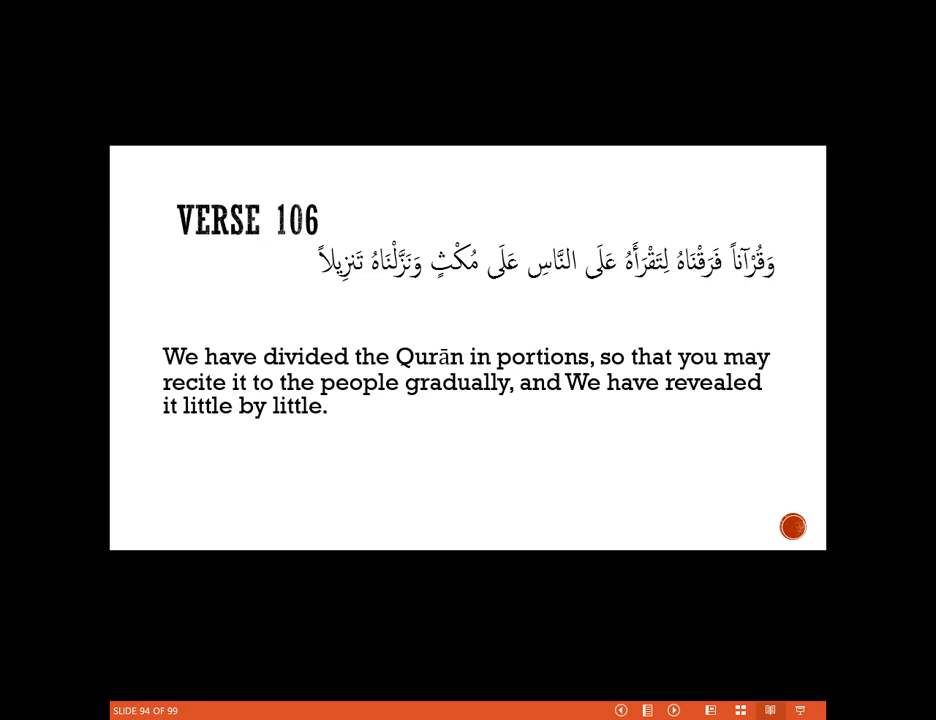 VERSE 106
وَقُرْآناً فَرَقْنَاهُ لِتَقْرَأَهُ عَلَى النَّاسِ عَلَى مُكْثٍ وَنَزَّلْنَاهُ تَنزِيلاً
We have divided the Qurān in portions, so that you may
recite it to the people gradually, and We have revealed
it little by little.
SLIDE 94 OF 99